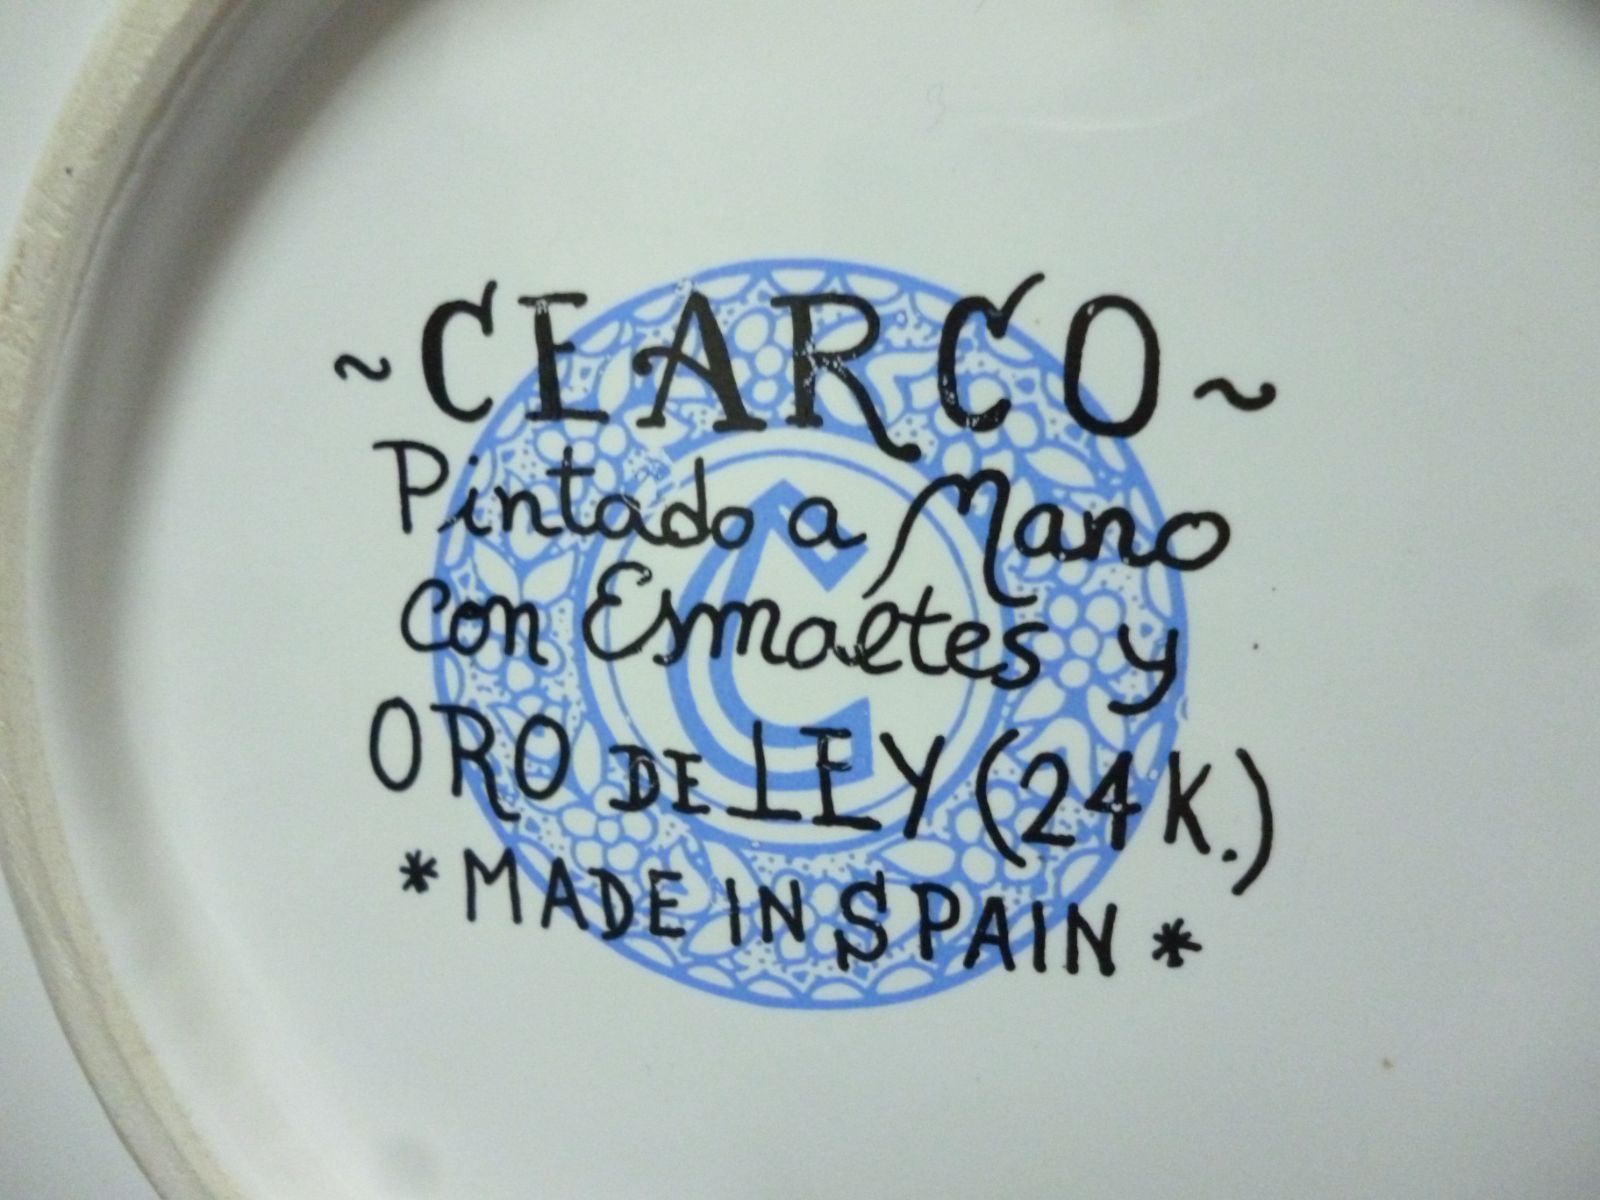 ~CEARCO~
Pintado a Mano
con Esmaltes y
ORO DE LEY (24K.)
*MADE IN SPAIN*